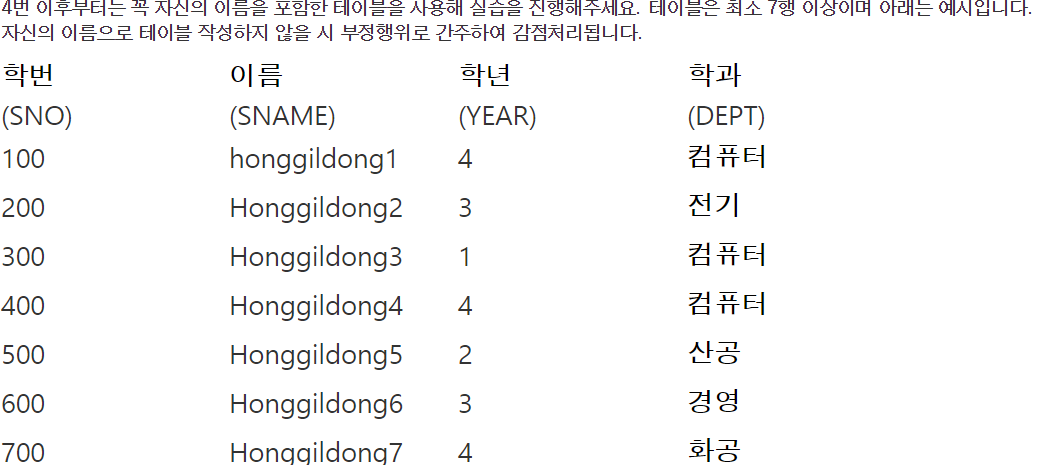 4번 이후부터는 꼭 자신의 이름을 포함한 테이블을 사용해 실습을 진행해주세요. 테이블은 최소 7행 이상이며 아래는 예시입니다.
자신의 이름으로 테이블 작성하지 않을 시 부정행위로 간주하여 감점처리됩니다.
학번 이름 학년 학과
(SNO) (SNAME) (YEAR) (DEPT)
100 honggildong1 4 컴퓨터
200 Honggildong2 3 전기
300 Honggildong3 1 컴퓨터
400 Honggildong4 4 컴퓨터
500 Honggildong5 2 산공
600 Honggildong6 3 경영
700 Honggildong7 4 화공